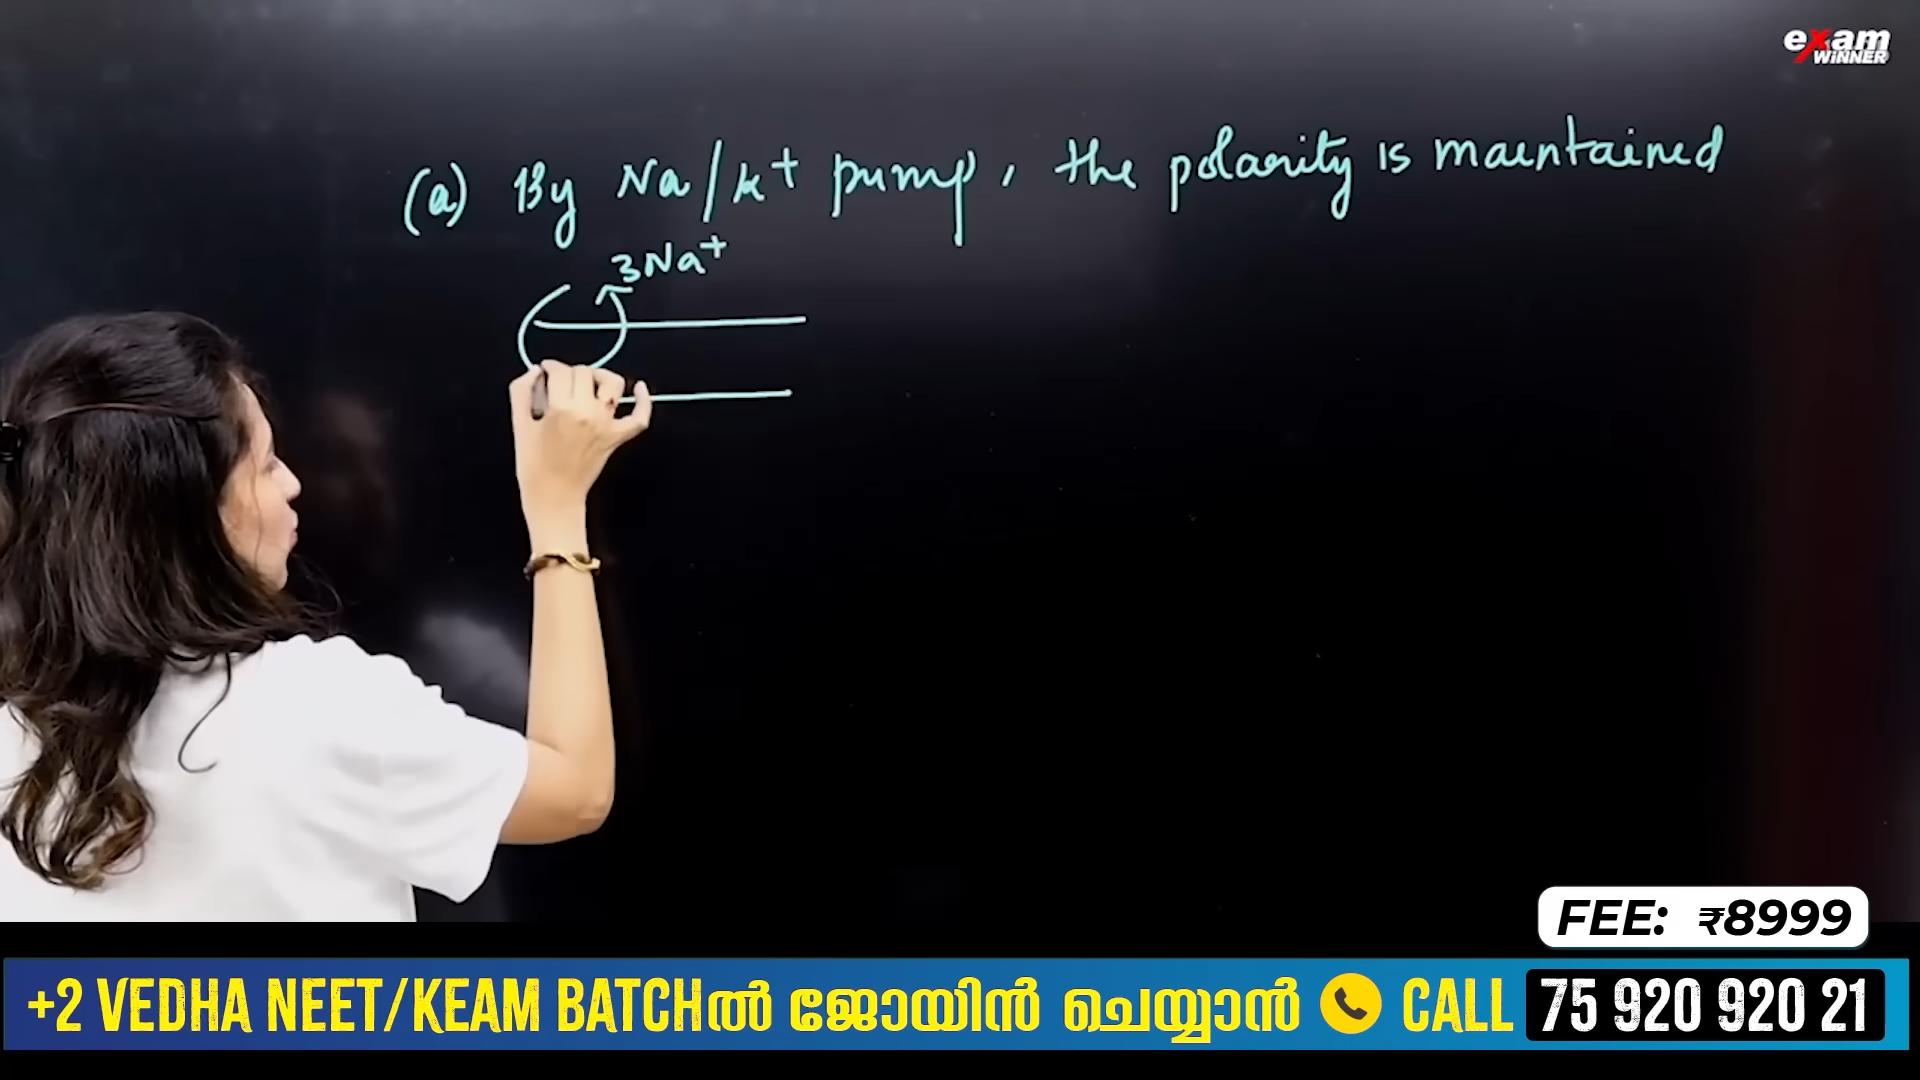 exam
WINNER
(a) By Na/K+ pump, the polarity is maintained
3Na+
FEE: ₹8999
+2 VEDHA NEET/KEAM BATCHൽ ജോയിൻ ചെയ്യാൻ CALL 75 920 920 21